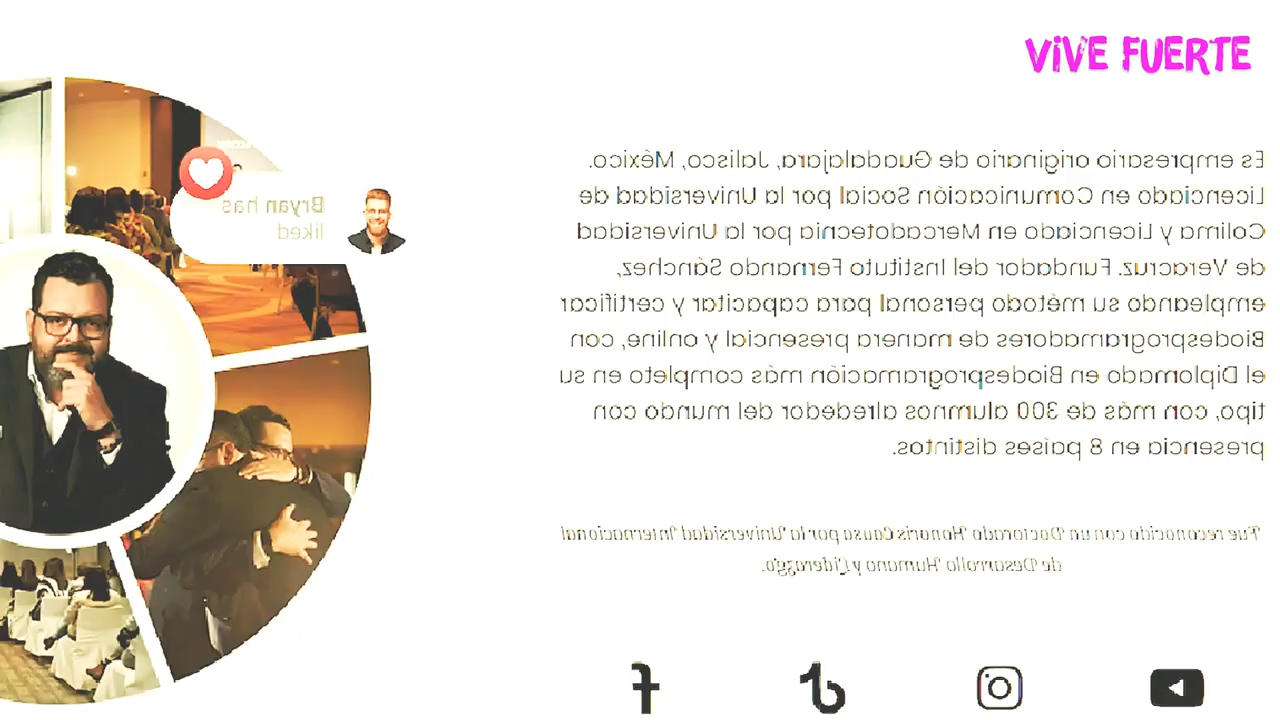 VIVE FUERTE
Es empresario originario de Guadalajara, Jalisco, México.
Licenciado en Comunicación Social por la Universidad de
Colima y Licenciado en Mercadotecnia por la Universidad
de Veracruz. Fundador del Instituto Fernando Sánchez,
empleando su método personal para capacitar y certificar
Biodesprogramadores de manera presencial y online, con
el Diplomado en Biodesprogramación más completo en su
tipo, con más de 300 alumnos alrededor del mundo con
presencia en 8 países distintos.
Fue reconocido con un Doctorado Honoris Causa por la Universidad Internacional
de Desarrollo Humano y Liderazgo.
Bryan has
liked